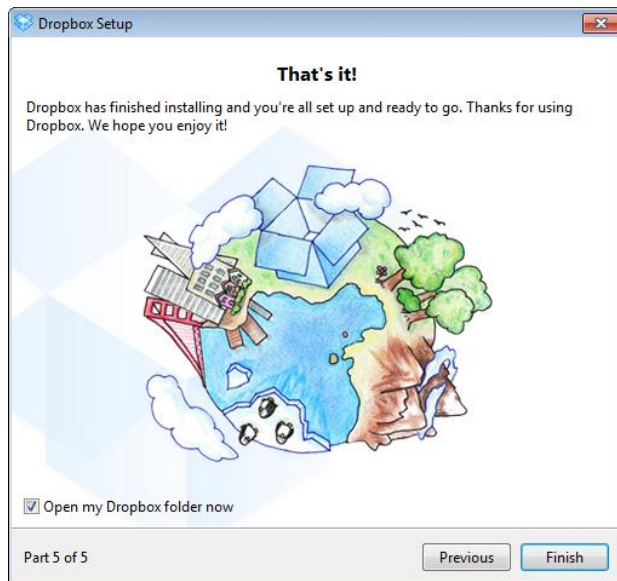 Dropbox Setup
That's it!
Dropbox has finished installing and you're all set up and ready to go. Thanks for using
Dropbox. We hope you enjoy it!
Open my Dropbox folder now
Part 5 of 5
Previous
Finish